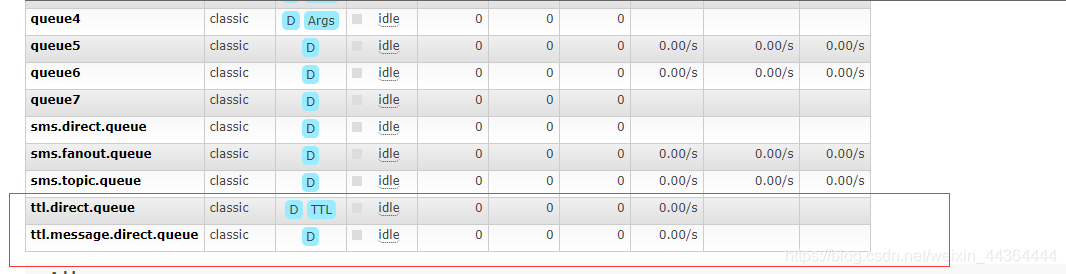 queue4 classic D Args idle 0 0 0
queue5 classic D idle 0 0 0 0.00/s 0.00/s 0.00/s
queue6 classic D idle 0 0 0 0.00/s 0.00/s 0.00/s
queue7 classic D idle 0 0 0
sms.direct.queue classic D idle 0 0 0
sms.fanout.queue classic D idle 0 0 0 0.00/s 0.00/s 0.00/s
sms.topic.queue classic D idle 0 0 0 0.00/s 0.00/s 0.00/s
ttl.direct.queue classic D TTL idle 0 0 0 0.00/s
ttl.message.direct.queue classic D idle 0 0 0 0.00/s
https://blog.csdn.net/weixin_44364444